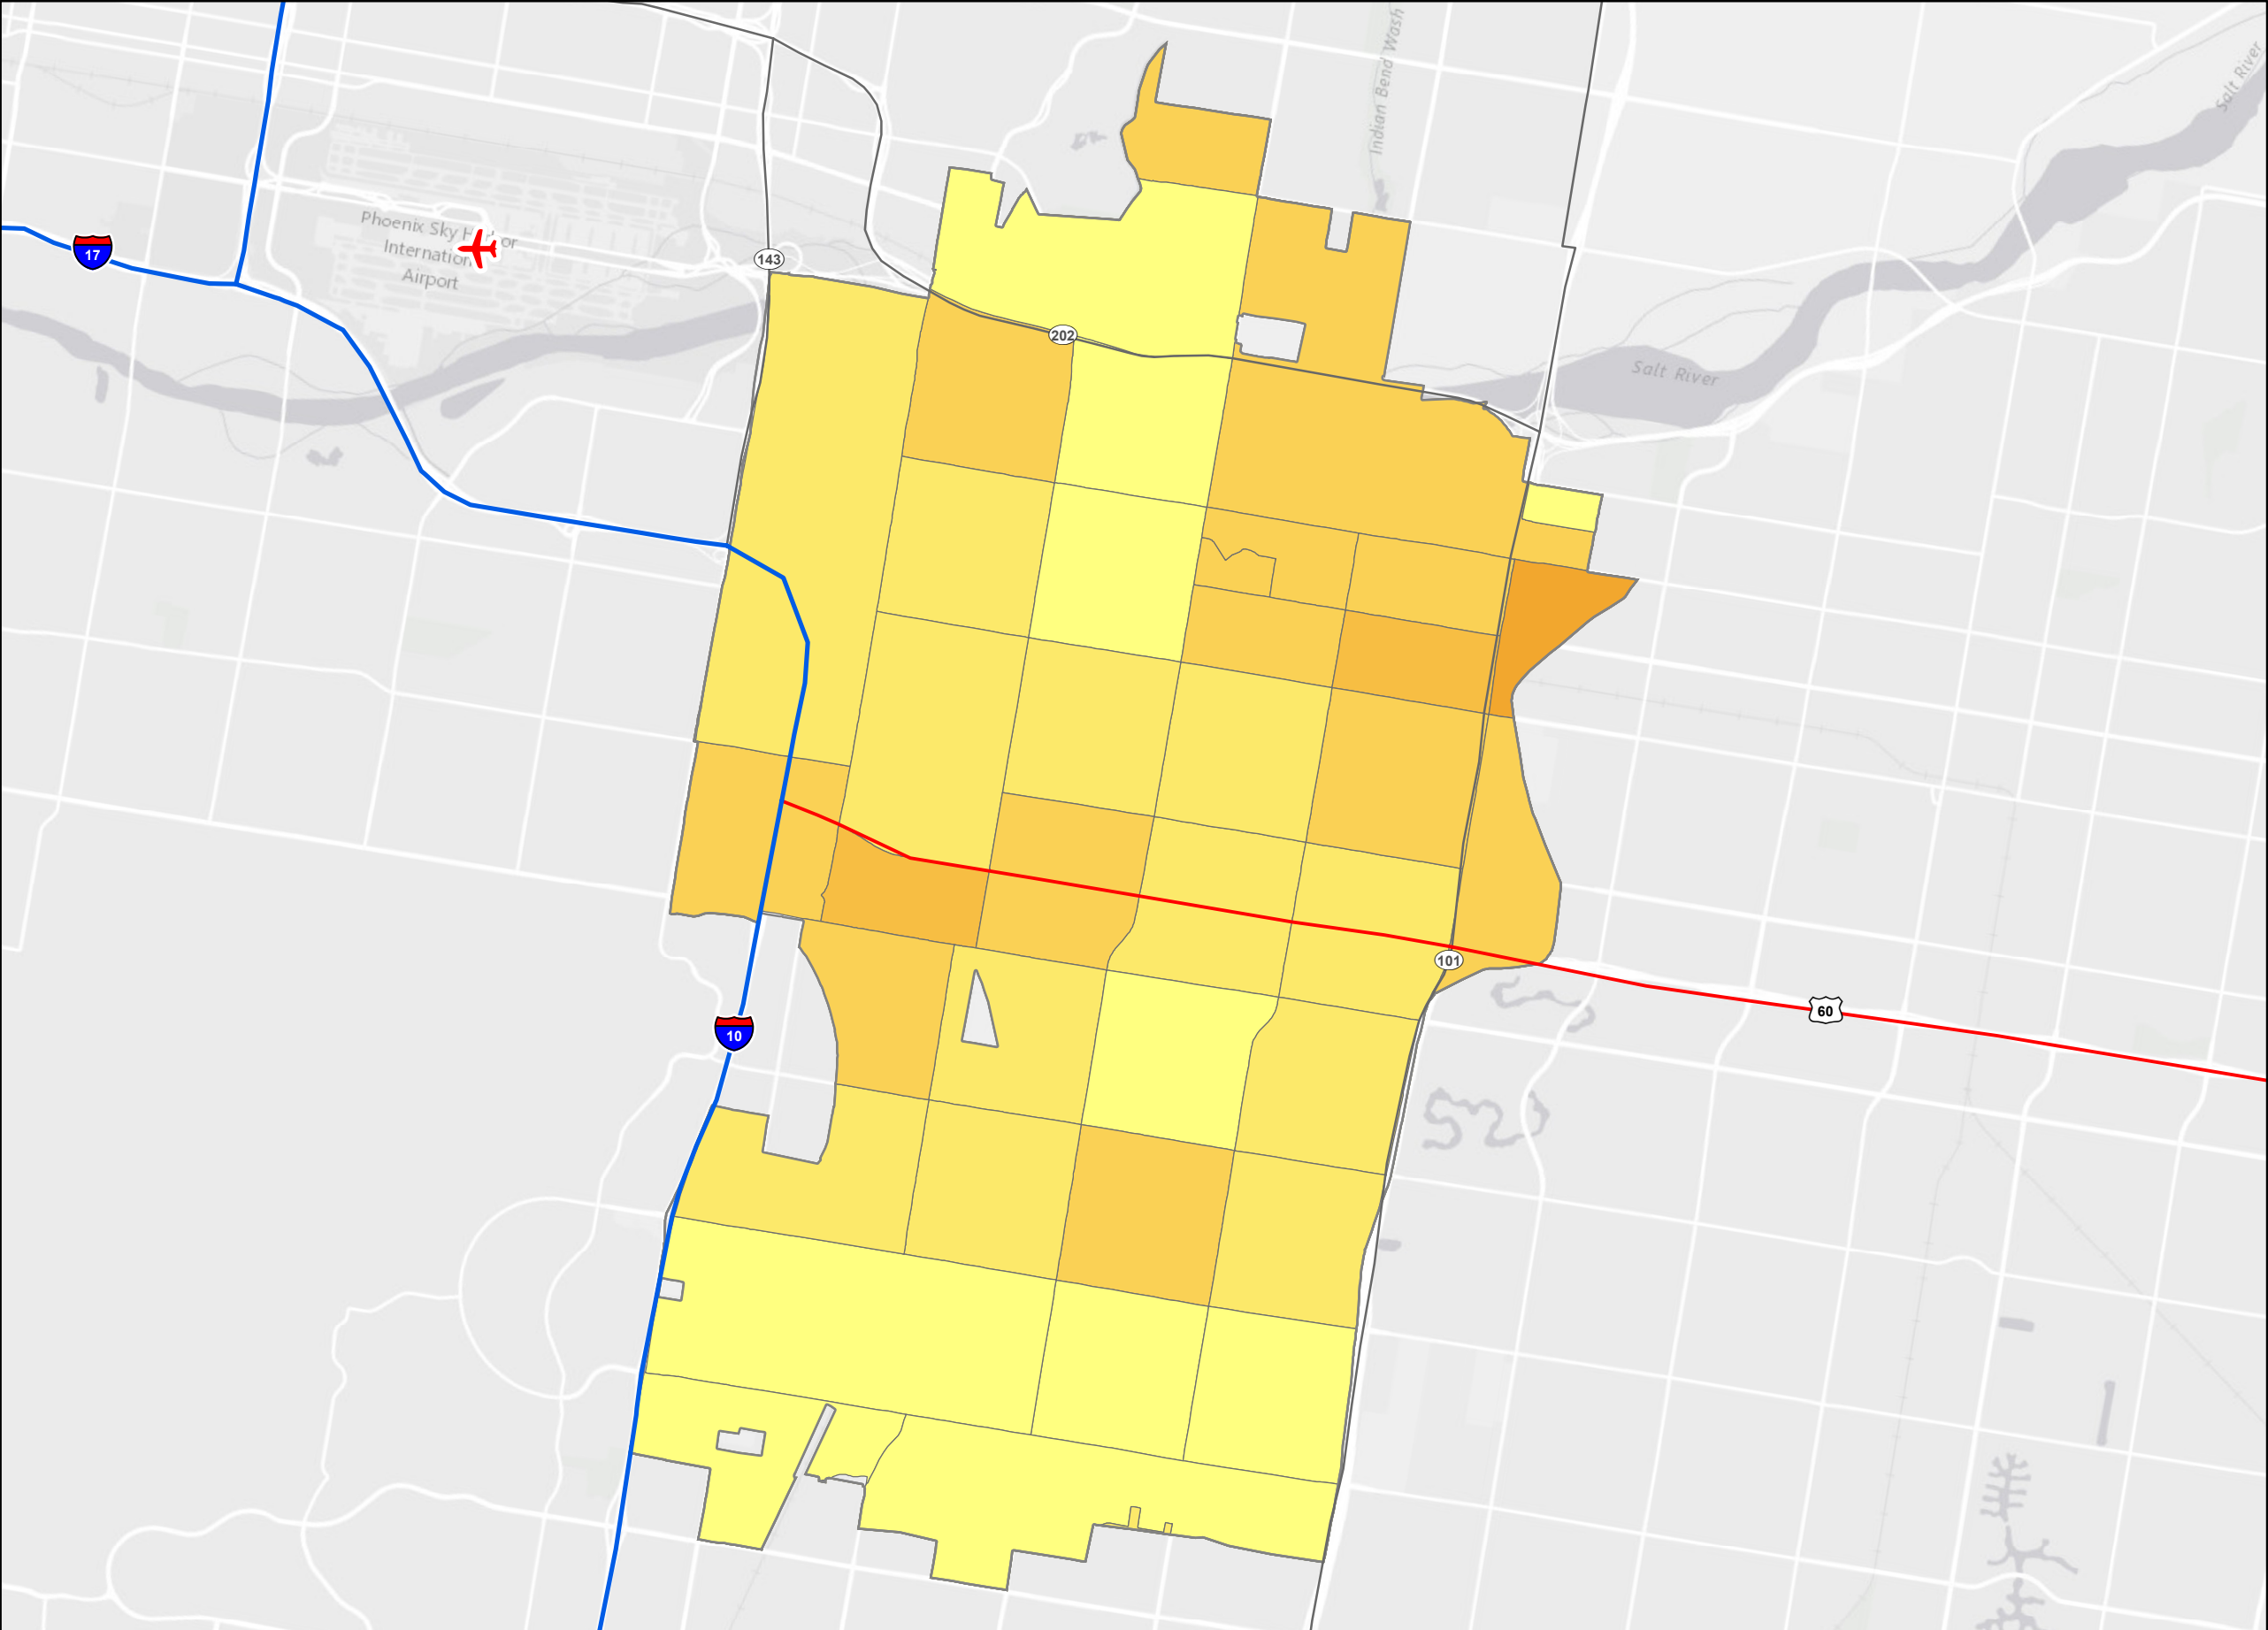 Indian Bend Wash
Salt River
Phoenix Sky Harbor
International
Airport
17
143
202
Salt River
101
60
10